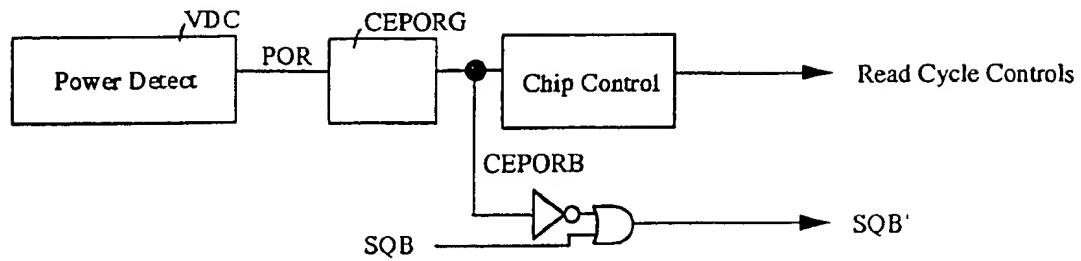 VDC
CEPORG
POR
Power Detect
Chip Control
Read Cycle Controls
CEPORB
SQB
SQB'